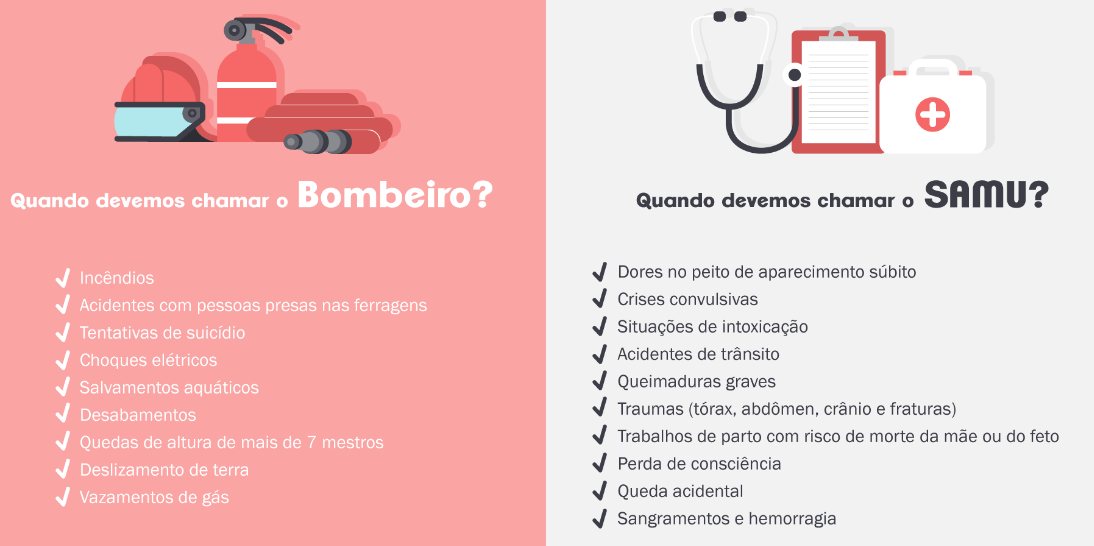 Quando devemos chamar o Bombeiro?
Incêndios
Acidentes com pessoas presas nas ferragens
Tentativas de suicídio
Choques elétricos
Salvamentos aquáticos
Desabamentos
Quedas de altura de mais de 7 mestros
Deslizamento de terra
Vazamentos de gás
Quando devemos chamar o SAMU?
Dores no peito de aparecimento súbito
Crises convulsivas
Situações de intoxicação
Acidentes de trânsito
Queimaduras graves
Traumas (tórax, abdômen, crânio e fraturas)
Trabalhos de parto com risco de morte da mãe ou do feto
Perda de consciência
Queda acidental
Sangramentos e hemorragia